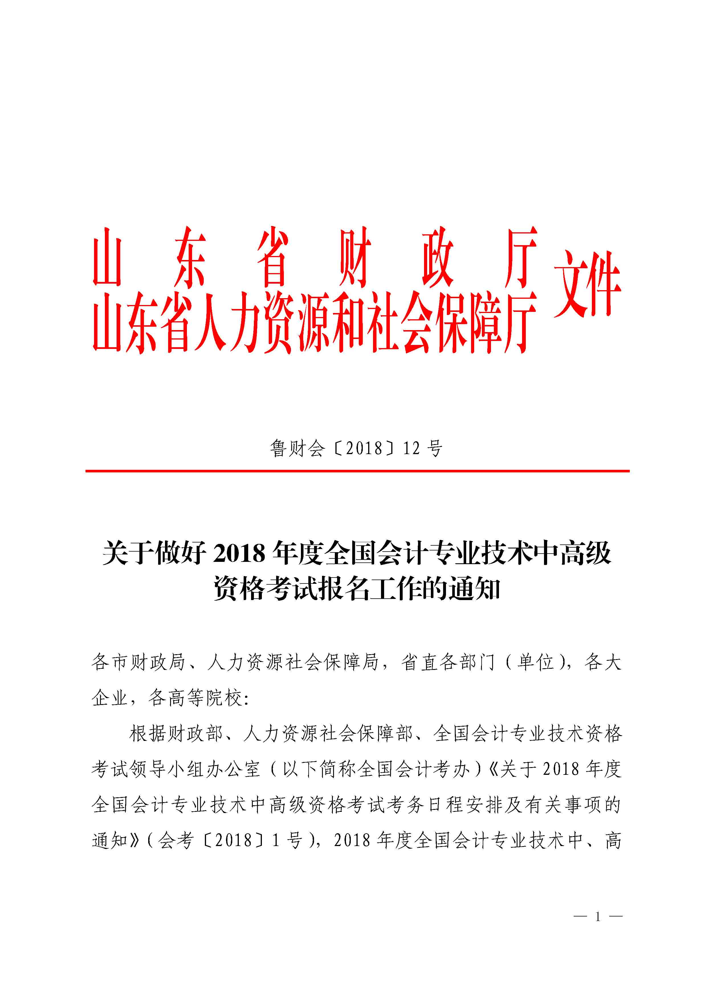 山东省财政厅
文件
山东省人力资源和社会保障厅
鲁财会〔2018〕12 号
关于做好 2018 年度全国会计专业技术中高级
资格考试报名工作的通知
各市财政局、人力资源社会保障局，省直各部门（单位），各大
企业，各高等院校：
根据财政部、人力资源社会保障部、全国会计专业技术资格
考试领导小组办公室（以下简称全国会计考办）《关于 2018 年度
全国会计专业技术中高级资格考试考务日程安排及有关事项的
通知》（会考〔2018〕1 号），2018 年度全国会计专业技术中、高
— 1 —